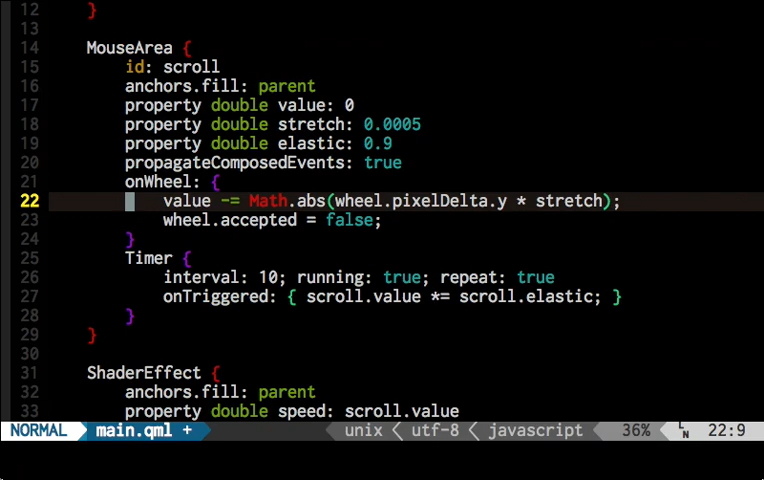 12 }
13
14 MouseArea {
15 id: scroll
16 anchors.fill: parent
17 property double value: 0
18 property double stretch: 0.0005
19 property double elastic: 0.9
20 propagateComposedEvents: true
21 onWheel: {
22 value -= Math.abs(wheel.pixelDelta.y * stretch);
23 wheel.accepted = false;
24 }
25 Timer {
26 interval: 10; running: true; repeat: true
27 onTriggered: { scroll.value *= scroll.elastic; }
28 }
29 }
30
31 ShaderEffect {
32 anchors.fill: parent
33 property double speed: scroll.value
NORMAL main.qml + unix utf-8 javascript 36% LN 22:9